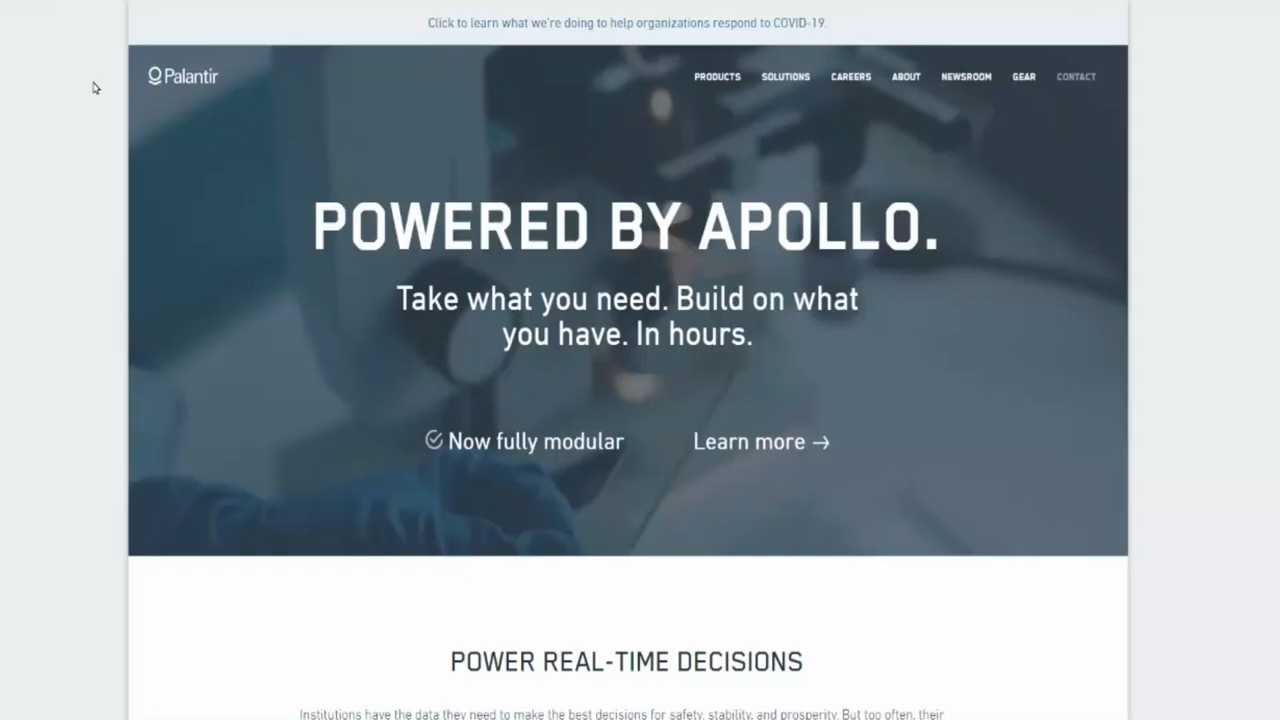 Click to learn what we're doing to help organizations respond to COVID-19.
Palantir
PRODUCTS SOLUTIONS CAREERS ABOUT NEWSROOM GEAR CONTACT
POWERED BY APOLLO.
Take what you need. Build on what
you have. In hours.
Now fully modular
Learn more →
POWER REAL-TIME DECISIONS
Institutions have the data they need to make the best decisions for safety, stability, and prosperity. But too often, their